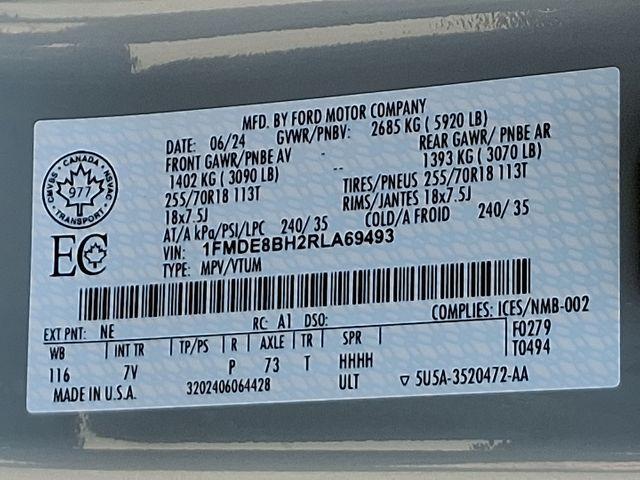 MFD. BY FORD MOTOR COMPANY
DATE: 06/24 GVWR/PNBV: 2685 KG ( 5920 LB)
FRONT GAWR/PNBE AV - REAR GAWR/ PNBE AR
1402 KG ( 3090 LB) -- 1393 KG ( 3070 LB)
255/70R18 113T TIRES/PNEUS 255/70R18 113T
18x7.5J RIMS/JANTES 18x7.5J
AT/A kPa/PSI/LPC 240/ 35 COLD/A FROID 240/ 35
VIN: 1FMDE8BH2RLA69493
TYPE: MPV/VTUM
CANADA
CMVSS NSVAC
977
TRANSPORT
EC
COMPLIES: ICES/NMB-002
EXT PNT: NE RC: A1 DSO: F0279
WB INT TR TP/PS R AXLE TR SPR T0494
116 7V P 73 T HHHH
MADE IN U.S.A. 3202406064428 ULT ▽ 5U5A-3520472-AA